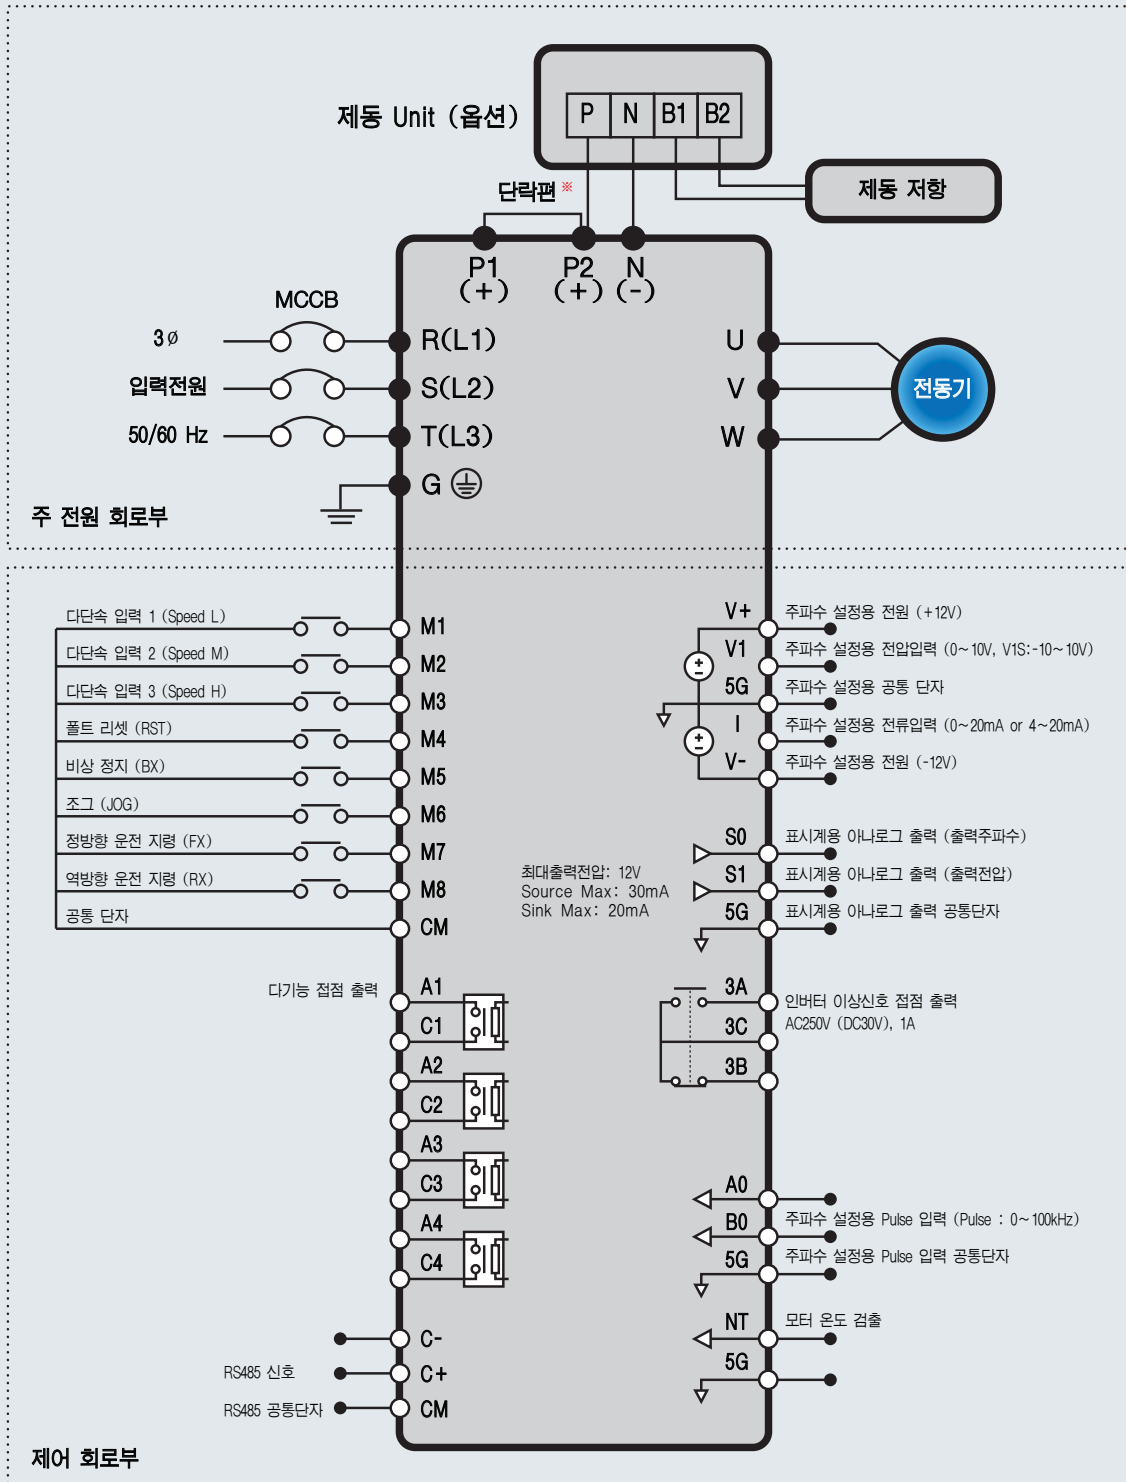 제동 Unit (옵션)
P N B1 B2
제동 저항
단락편 ※
P1 P2 N
(+) (+) (-)
MCCB
3 ø
입력전원
50/60 Hz
R(L1)
S(L2)
T(L3)
G
U
V
W
전동기
주 전원 회로부
다단속 입력 1 (Speed L)
다단속 입력 2 (Speed M)
다단속 입력 3 (Speed H)
폴트 리셋 (RST)
비상 정지 (BX)
조그 (JOG)
정방향 운전 지령 (FX)
역방향 운전 지령 (RX)
공통 단자
M1
M2
M3
M4
M5
M6
M7
M8
CM
V+ 주파수 설정용 전원 (+12V)
V1 주파수 설정용 전압입력 (0~10V, V1S:-10~10V)
5G 주파수 설정용 공통 단자
I 주파수 설정용 전류입력 (0~20mA or 4~20mA)
V- 주파수 설정용 전원 (-12V)
+
-
+
-
최대출력전압: 12V
Source Max: 30mA
Sink Max: 20mA
S0 표시계용 아나로그 출력 (출력주파수)
S1 표시계용 아나로그 출력 (출력전압)
5G 표시계용 아나로그 출력 공통단자
다기능 접점 출력
A1
C1
A2
C2
A3
C3
A4
C4
3A 인버터 이상신호 접점 출력
3C AC250V (DC30V), 1A
3B
A0
B0 주파수 설정용 Pulse 입력 (Pulse : 0~100kHz)
5G 주파수 설정용 Pulse 입력 공통단자
NT 모터 온도 검출
5G
C-
RS485 신호 C+
RS485 공통단자 CM
제어 회로부